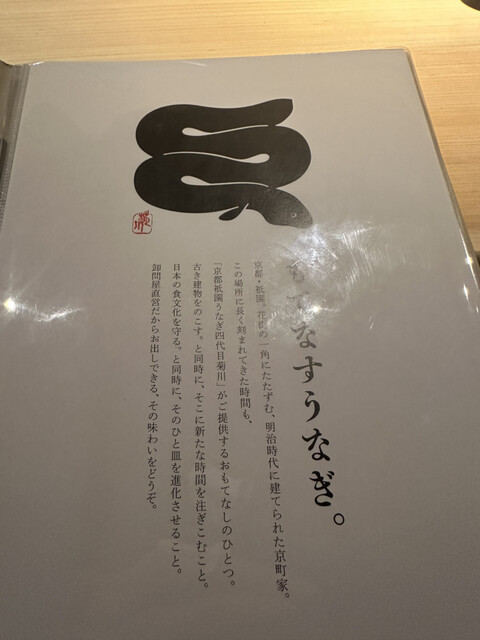 もてなすうなぎ。
京都・祇園。花街の一角にたたずむ、明治時代に建てられた京町家。
この場所に長く刻まれてきた時間も、
「京都祇園うなぎ四代目菊川」がご提供するおもてなしのひとつ。
古き建物をのこす。と同時に、そこに新たな時間を注ぎこむこと。
日本の食文化を守る。と同時に、そのひと皿を進化させること。
卸問屋直営だからお出しできる、その味わいをどうぞ。